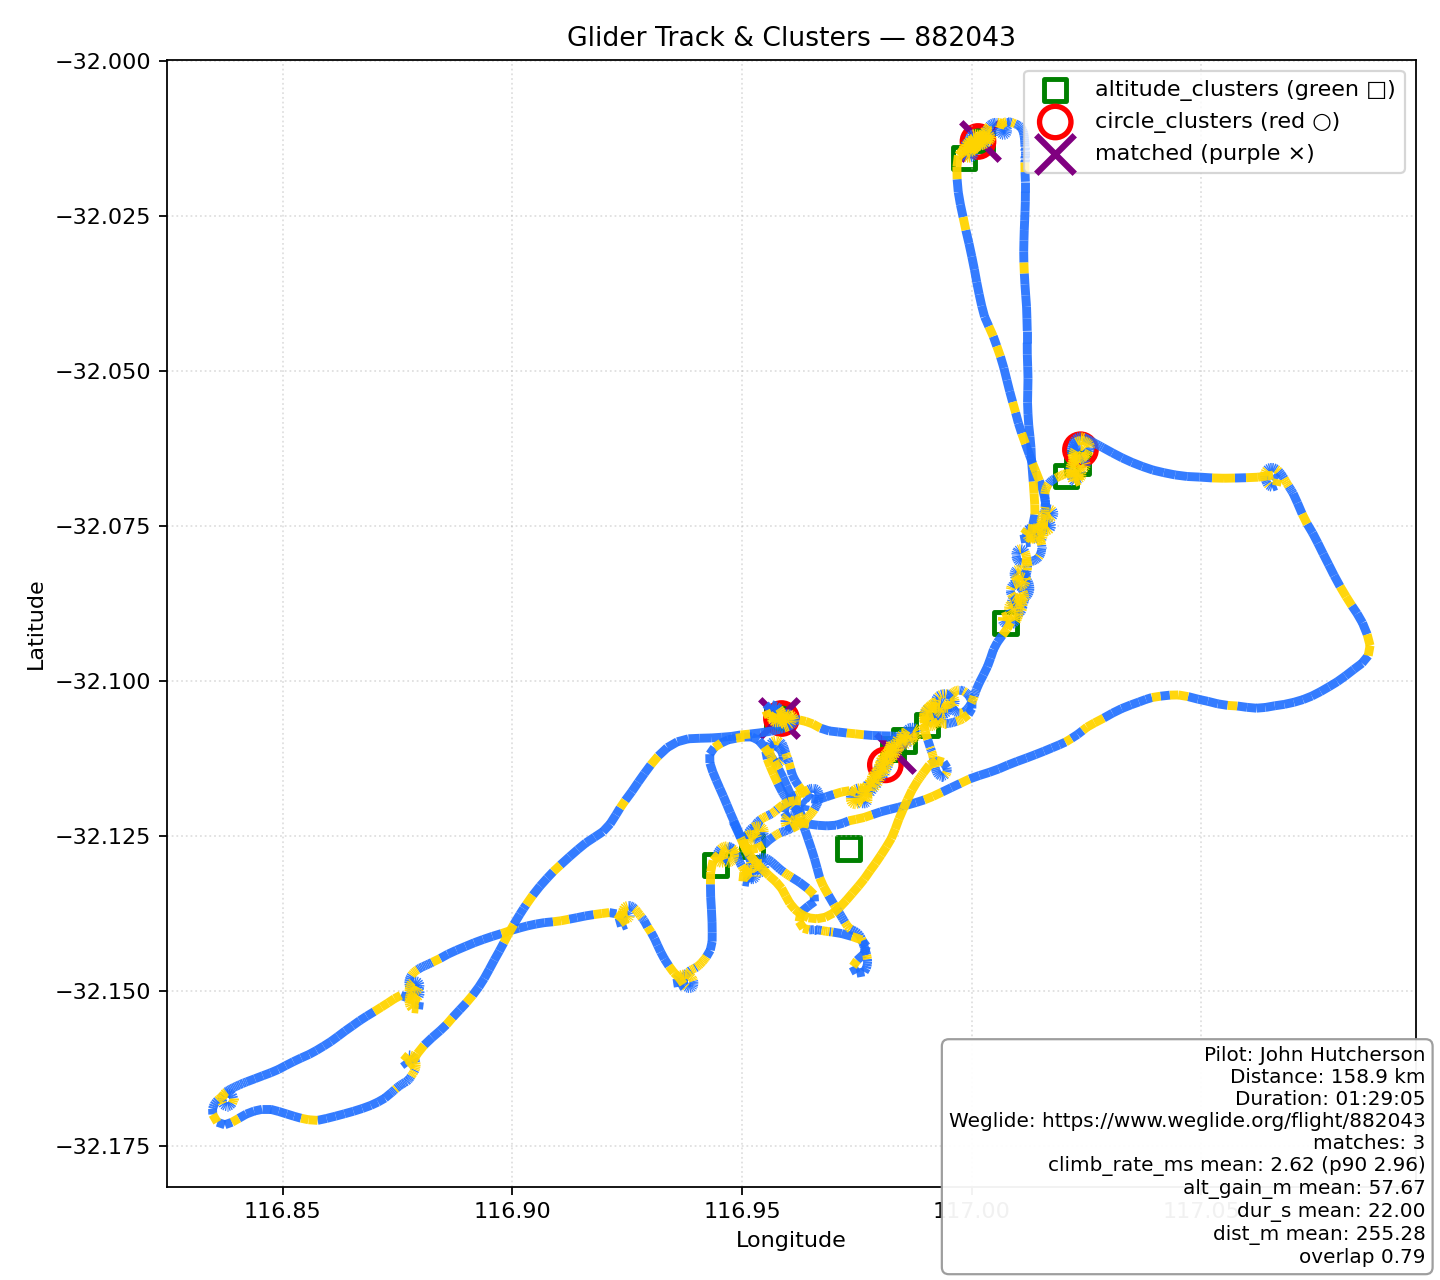 Glider Track & Clusters — 882043
altitude_clusters (green □)
circle_clusters (red ○)
matched (purple ×)
−32.000
−32.025
−32.050
−32.075
−32.100
−32.125
−32.150
−32.175
Latitude
116.85
116.90
116.95
117.00
117.05
Longitude
Pilot: John Hutcherson
Distance: 158.9 km
Duration: 01:29:05
Weglide: https://www.weglide.org/flight/882043
matches: 3
climb_rate_ms mean: 2.62 (p90 2.96)
alt_gain_m mean: 57.67
dur_s mean: 22.00
dist_m mean: 255.28
overlap 0.79